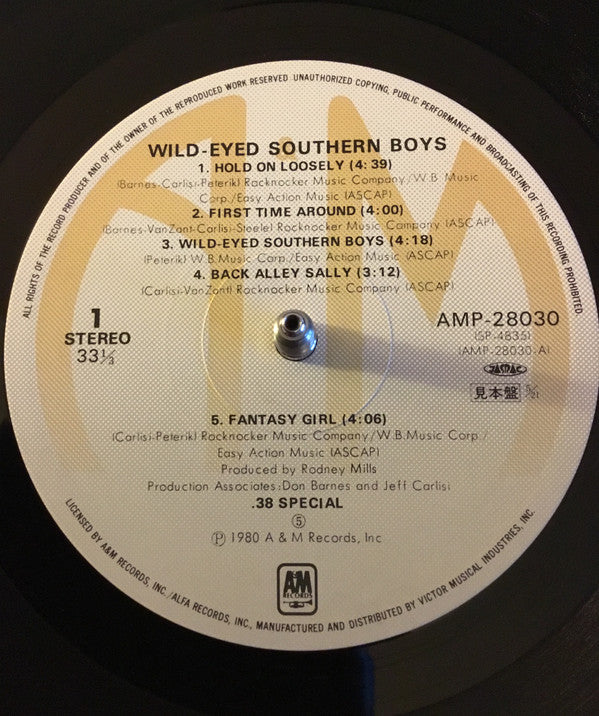 ALL RIGHTS OF THE RECORD PRODUCER AND OF THE OWNER OF THE REPRODUCED WORK RESERVED. UNAUTHORIZED COPYING, PUBLIC PERFORMANCE AND BROADCASTING OF THIS RECORDING PROHIBITED
WILD-EYED SOUTHERN BOYS
1. HOLD ON LOOSELY (4:39)
(Barnes-Carlisi-Peterik) Rocknocker Music Company/W.B. Music
Corp./Easy Action Music (ASCAP)
2. FIRST TIME AROUND (4:00)
(Barnes-VanZant-Carlisi-Steele) Rocknocker Music Company (ASCAP)
3. WILD-EYED SOUTHERN BOYS (4:18)
(Peterik) W.B.Music Corp./Easy Action Music (ASCAP)
4. BACK ALLEY SALLY (3:12)
(Carlisi-VanZant) Rocknocker Music Company (ASCAP)
1
STEREO
33⅓
AMP-28030
(SP-4835)
(AMP-28030-A)
JASRAC
見本盤
5. FANTASY GIRL (4:06)
(Carlisi-Peterik) Rocknocker Music Company/W.B.Music Corp./
Easy Action Music (ASCAP)
Produced by Rodney Mills
Production Associates:Don Barnes and Jeff Carlisi
.38 SPECIAL
⑤
Ⓟ 1980 A & M Records, Inc
A&M
RECORDS
LICENSED BY A&M RECORDS, INC./ALFA RECORDS, INC., MANUFACTURED AND DISTRIBUTED BY VICTOR MUSICAL INDUSTRIES, INC.